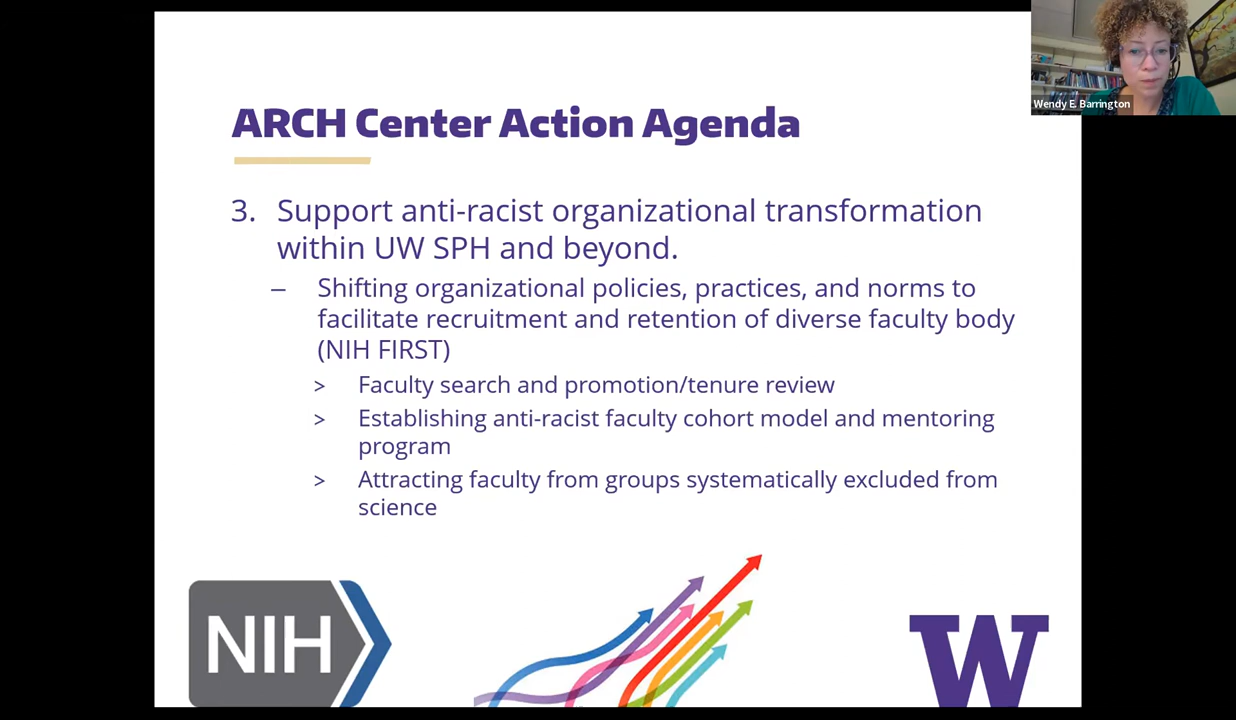 Wendy E. Barrington
ARCH Center Action Agenda
3. Support anti-racist organizational transformation
within UW SPH and beyond.
– Shifting organizational policies, practices, and norms to
facilitate recruitment and retention of diverse faculty body
(NIH FIRST)
> Faculty search and promotion/tenure review
> Establishing anti-racist faculty cohort model and mentoring
program
> Attracting faculty from groups systematically excluded from
science
NIH
W